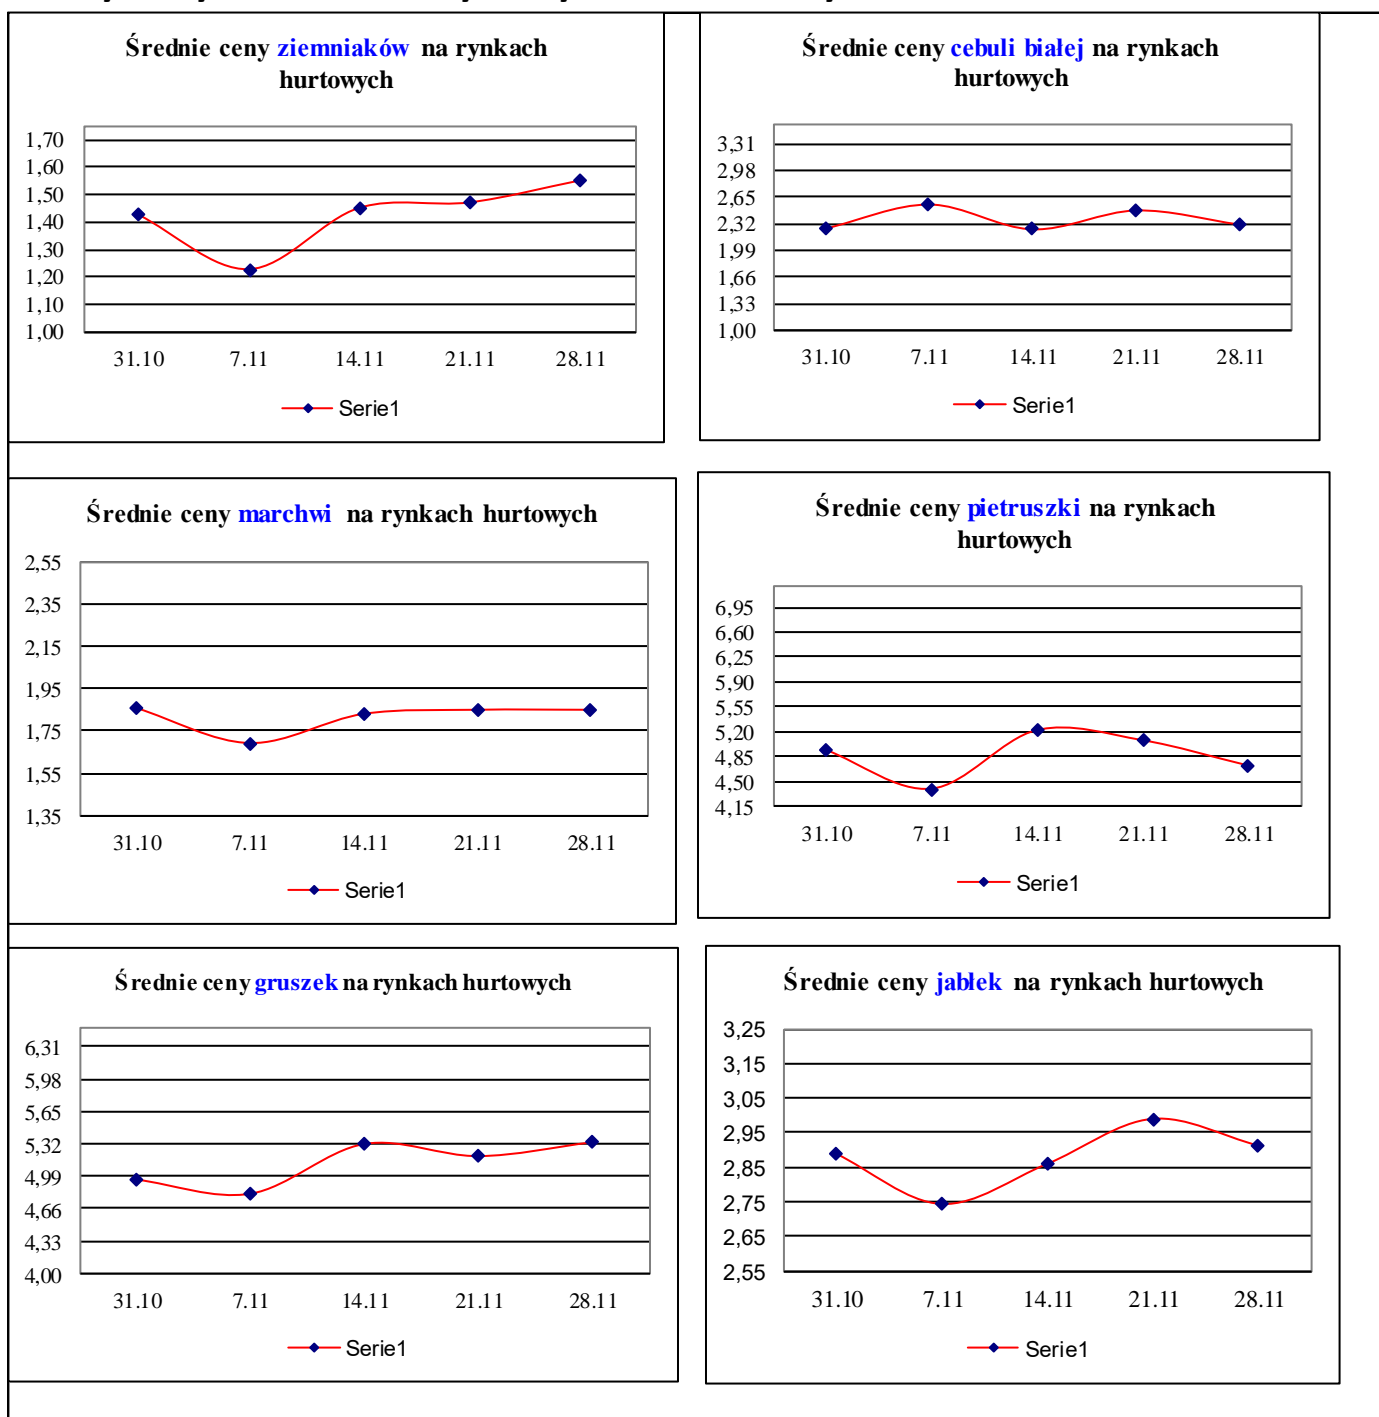 Średnie ceny ziemniaków na rynkach
hurtowych
1,70
1,60
1,50
1,40
1,30
1,20
1,10
1,00
31.10 7.11 14.11 21.11 28.11
Serie1
Średnie ceny cebuli białej na rynkach
hurtowych
3,31
2,98
2,65
2,32
1,99
1,66
1,33
1,00
31.10 7.11 14.11 21.11 28.11
Serie1
Średnie ceny marchwi na rynkach hurtowych
2,55
2,35
2,15
1,95
1,75
1,55
1,35
31.10 7.11 14.11 21.11 28.11
Serie1
Średnie ceny pietruszki na rynkach
hurtowych
6,95
6,60
6,25
5,90
5,55
5,20
4,85
4,50
4,15
31.10 7.11 14.11 21.11 28.11
Serie1
Średnie ceny gruszek na rynkach hurtowych
6,31
5,98
5,65
5,32
4,99
4,66
4,33
4,00
31.10 7.11 14.11 21.11 28.11
Serie1
Średnie ceny jabłek na rynkach hurtowych
3,25
3,15
3,05
2,95
2,85
2,75
2,65
2,55
31.10 7.11 14.11 21.11 28.11
Serie1